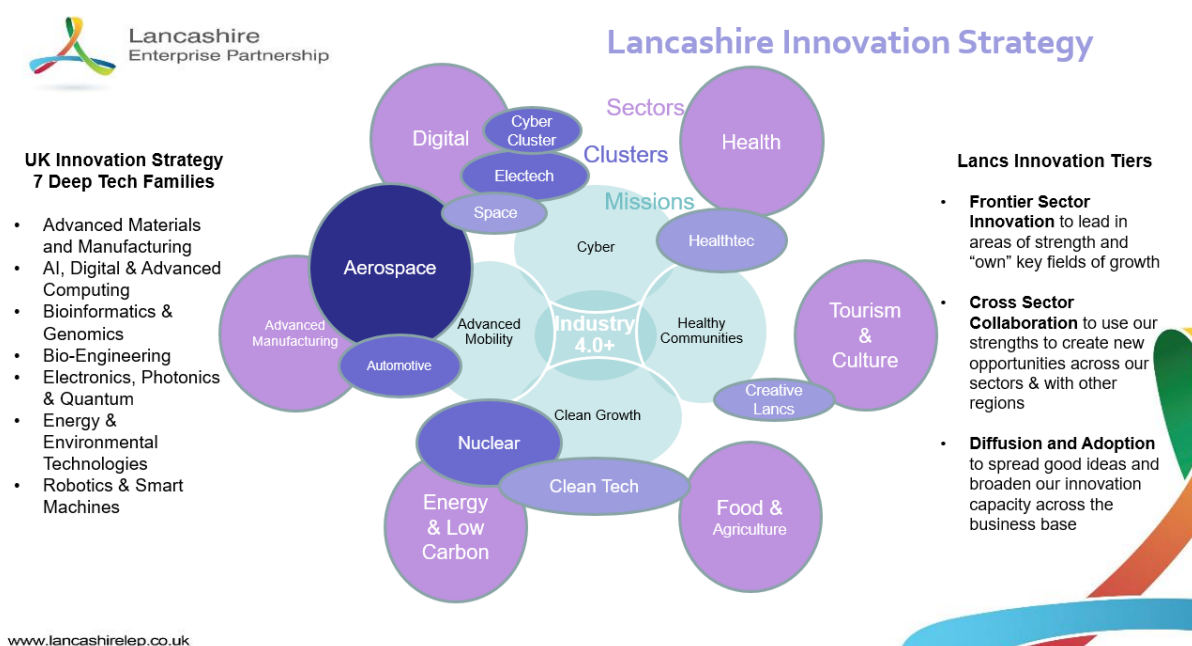 Lancashire
Enterprise Partnership
Lancashire Innovation Strategy
UK Innovation Strategy
7 Deep Tech Families
• Advanced Materials
and Manufacturing
• AI, Digital & Advanced
Computing
• Bioinformatics &
Genomics
• Bio-Engineering
• Electronics, Photonics
& Quantum
• Energy &
Environmental
Technologies
• Robotics & Smart
Machines
Sectors
Clusters
Missions
Digital
Cyber
Cluster
Electech
Space
Health
Healthtec
Cyber
Aerospace
Advanced
Manufacturing
Automotive
Advanced
Mobility
Industry
4.0+
Healthy
Communities
Tourism
&
Culture
Creative
Lancs
Clean Growth
Nuclear
Clean Tech
Energy
& Low
Carbon
Food &
Agriculture
Lancs Innovation Tiers
• Frontier Sector
Innovation to lead in
areas of strength and
“own” key fields of growth
• Cross Sector
Collaboration to use our
strengths to create new
opportunities across our
sectors & with other
regions
• Diffusion and Adoption
to spread good ideas and
broaden our innovation
capacity across the
business base
www.lancashirelep.co.uk